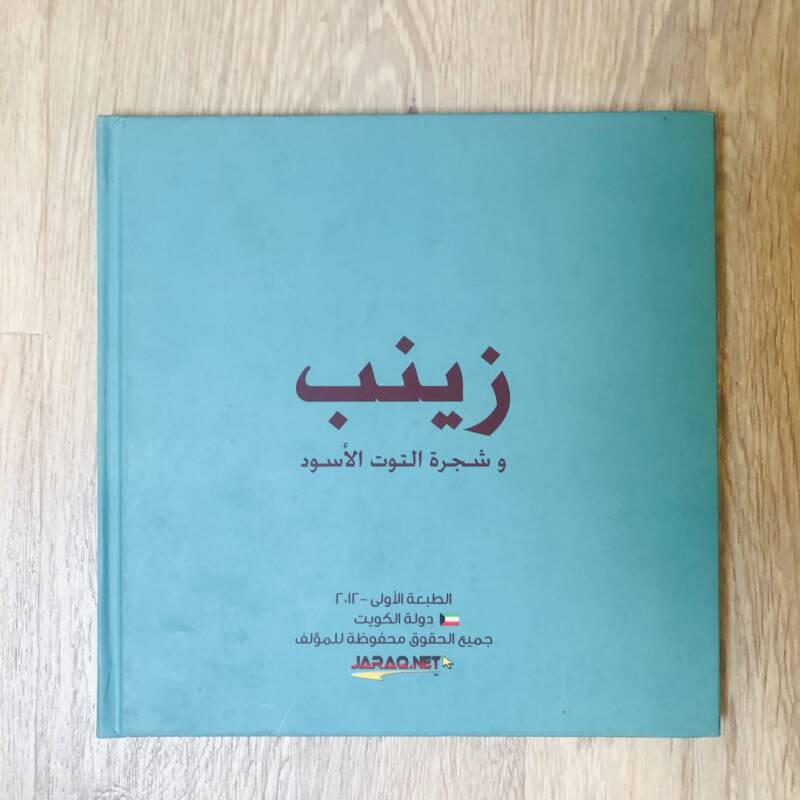 زينب
و شجرة التوت الأسود
الطبعة الأولى - ٢٠١٢
دولة الكويت
جميع الحقوق محفوظة للمؤلف
JARAQ.NET